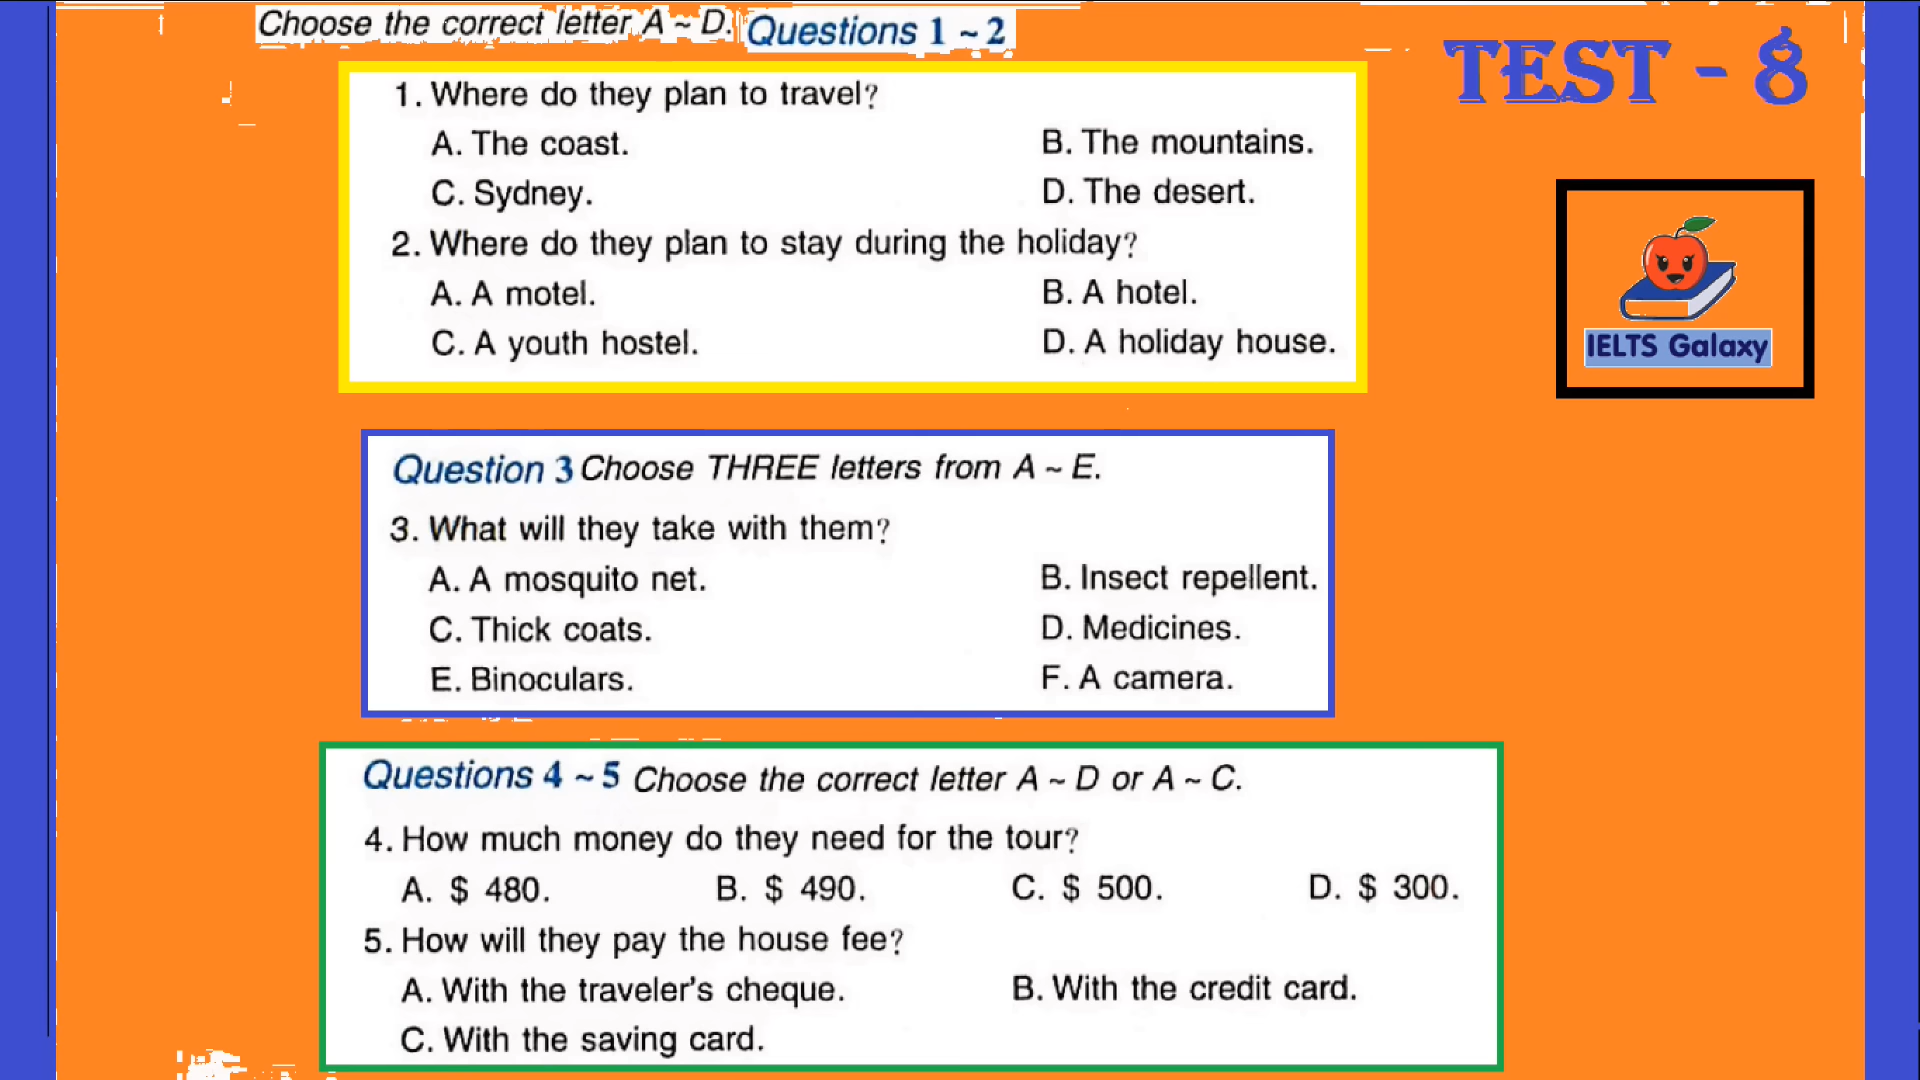 Choose the correct letter A ~ D. Questions 1 ~ 2
TEST - 8
1. Where do they plan to travel?
A. The coast. B. The mountains.
C. Sydney. D. The desert.
2. Where do they plan to stay during the holiday?
A. A motel. B. A hotel.
C. A youth hostel. D. A holiday house.
IELTS Galaxy
Question 3 Choose THREE letters from A ~ E.
3. What will they take with them?
A. A mosquito net. B. Insect repellent.
C. Thick coats. D. Medicines.
E. Binoculars. F. A camera.
Questions 4 ~ 5 Choose the correct letter A ~ D or A ~ C.
4. How much money do they need for the tour?
A. $ 480. B. $ 490. C. $ 500. D. $ 300.
5. How will they pay the house fee?
A. With the traveler's cheque. B. With the credit card.
C. With the saving card.